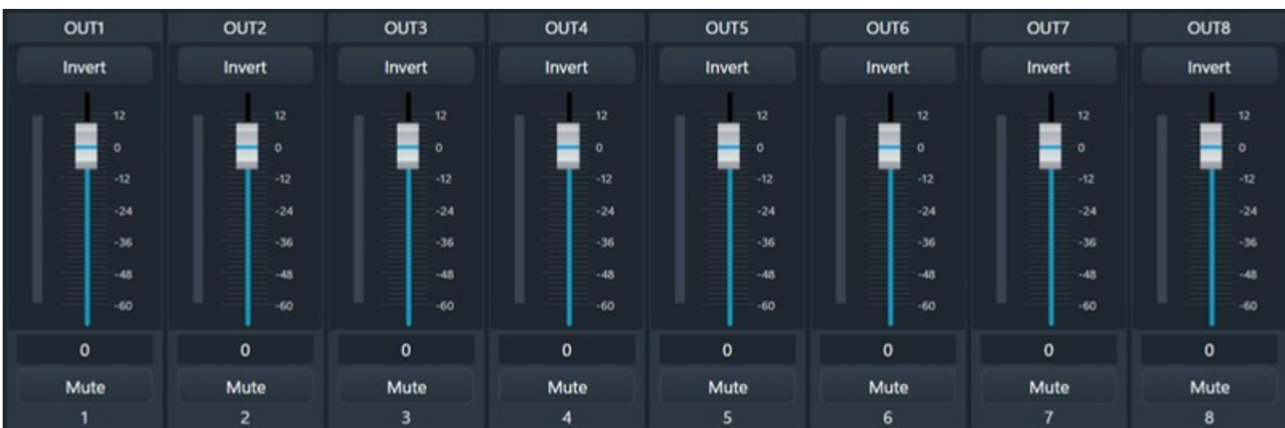 OUT1 OUT2 OUT3 OUT4 OUT5 OUT6 OUT7 OUT8
Invert Invert Invert Invert Invert Invert Invert Invert
12 12 12 12 12 12 12 12
0 0 0 0 0 0 0 0
-12 -12 -12 -12 -12 -12 -12 -12
-24 -24 -24 -24 -24 -24 -24 -24
-36 -36 -36 -36 -36 -36 -36 -36
-48 -48 -48 -48 -48 -48 -48 -48
-60 -60 -60 -60 -60 -60 -60 -60
0 0 0 0 0 0 0 0
Mute Mute Mute Mute Mute Mute Mute Mute
1 2 3 4 5 6 7 8